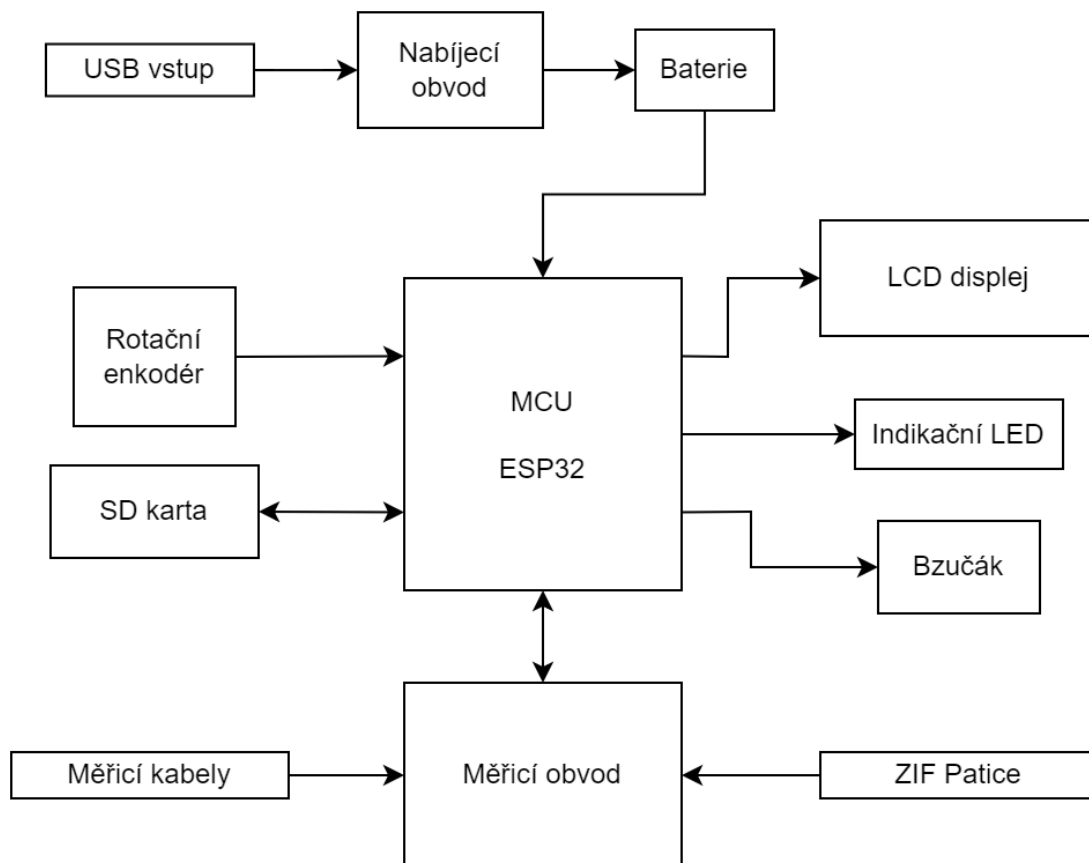 USB vstup
Nabíjecí
obvod
Baterie
LCD displej
Rotační
enkodér
MCU
ESP32
Indikační LED
SD karta
Bzučák
Měřicí kabely
Měřicí obvod
ZIF Patice